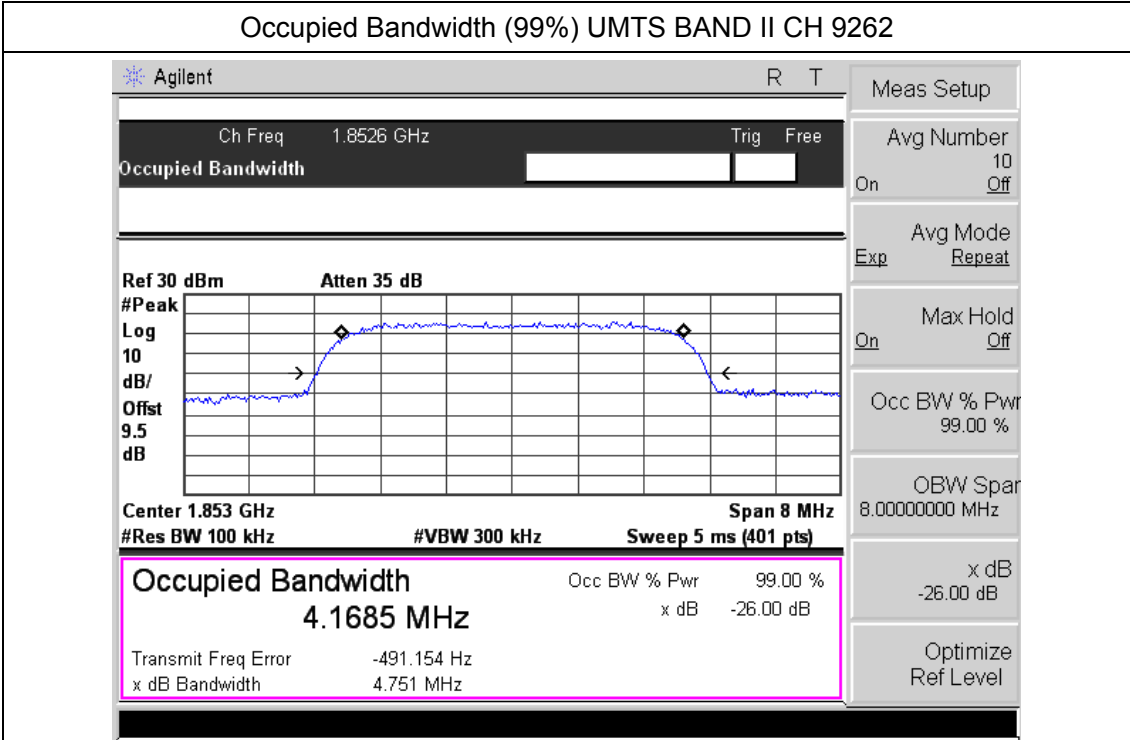 Occupied Bandwidth (99%) UMTS BAND II CH 9262
Agilent R T
Ch Freq 1.8526 GHz Trig Free
Occupied Bandwidth
Ref 30 dBm Atten 35 dB
#Peak
Log
10
dB/
Offst
9.5
dB
Center 1.853 GHz Span 8 MHz
#Res BW 100 kHz #VBW 300 kHz Sweep 5 ms (401 pts)
Occupied Bandwidth Occ BW % Pwr 99.00 %
4.1685 MHz x dB -26.00 dB
Transmit Freq Error -491.154 Hz
x dB Bandwidth 4.751 MHz
Meas Setup
Avg Number
10
On Off
Avg Mode
Exp Repeat
Max Hold
On Off
Occ BW % Pwr
99.00 %
OBW Span
8.00000000 MHz
x dB
-26.00 dB
Optimize
Ref Level